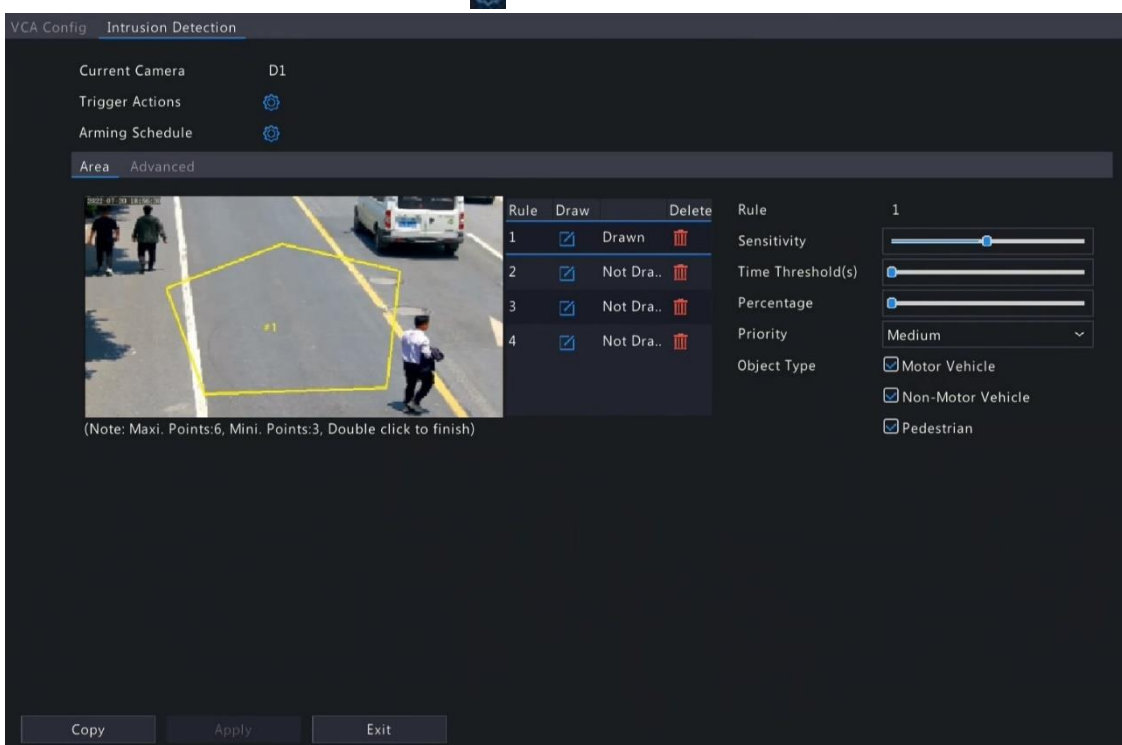 VCA Config Intrusion Detection
Current Camera D1
Trigger Actions
Arming Schedule
Area Advanced
#1
(Note: Maxi. Points:6, Mini. Points:3, Double click to finish)
Rule Draw Delete
1 Drawn
2 Not Dra..
3 Not Dra..
4 Not Dra..
Rule 1
Sensitivity
Time Threshold(s)
Percentage
Priority Medium
Object Type Motor Vehicle
Non-Motor Vehicle
Pedestrian
Copy Apply Exit